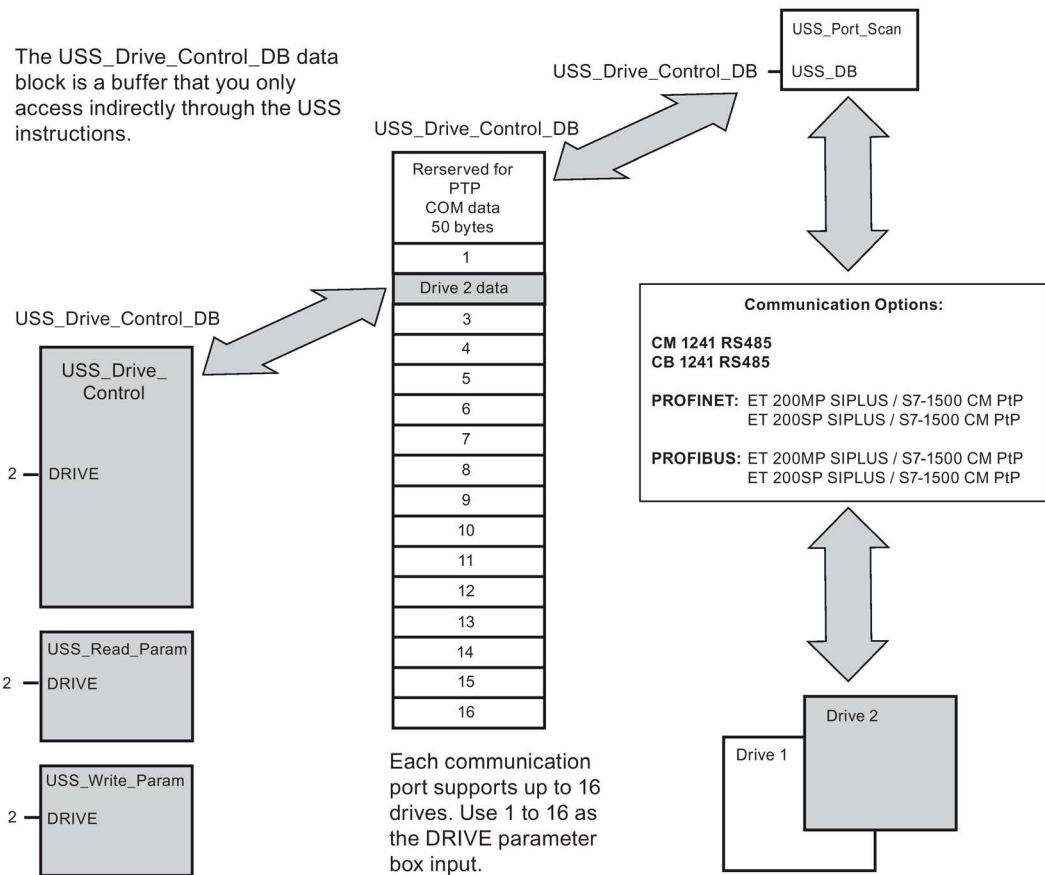 The USS_Drive_Control_DB data
block is a buffer that you only
access indirectly through the USS
instructions.
USS_Drive_Control_DB
USS_Port_Scan
USS_DB
USS_Drive_Control_DB
Rerserved for
PTP
COM data
50 bytes
1
Drive 2 data
3
4
5
6
7
8
9
10
11
12
13
14
15
16
Each communication
port supports up to 16
drives. Use 1 to 16 as
the DRIVE parameter
box input.
USS_Drive_Control_DB
USS_Drive_
Control
2 DRIVE
USS_Read_Param
2 DRIVE
USS_Write_Param
2 DRIVE
Communication Options:
CM 1241 RS485
CB 1241 RS485
PROFINET: ET 200MP SIPLUS / S7-1500 CM PtP
ET 200SP SIPLUS / S7-1500 CM PtP
PROFIBUS: ET 200MP SIPLUS / S7-1500 CM PtP
ET 200SP SIPLUS / S7-1500 CM PtP
Drive 2
Drive 1